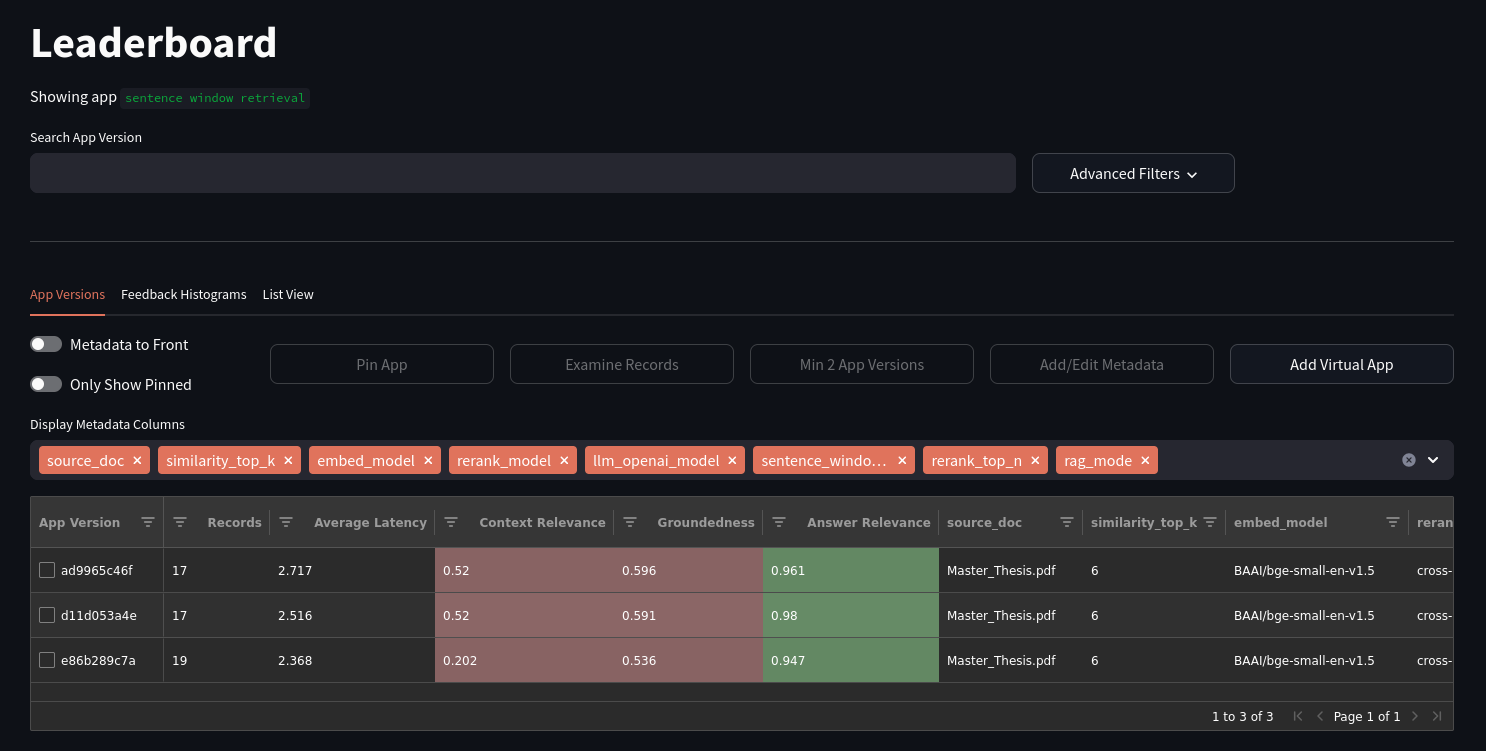 Leaderboard
Showing app sentence window retrieval
Search App Version
Advanced Filters
App Versions Feedback Histograms List View
Metadata to Front
Only Show Pinned
Pin App Examine Records Min 2 App Versions Add/Edit Metadata Add Virtual App
Display Metadata Columns
source_doc similarity_top_k embed_model rerank_model llm_openai_model sentence_windo... rerank_top_n rag_mode
App Version Records Average Latency Context Relevance Groundedness Answer Relevance source_doc similarity_top_k embed_model reran
ad9965c46f 17 2.717 0.52 0.596 0.961 Master_Thesis.pdf 6 BAAI/bge-small-en-v1.5 cross-
d11d053a4e 17 2.516 0.52 0.591 0.98 Master_Thesis.pdf 6 BAAI/bge-small-en-v1.5 cross-
e86b289c7a 19 2.368 0.202 0.536 0.947 Master_Thesis.pdf 6 BAAI/bge-small-en-v1.5 cross-
1 to 3 of 3 Page 1 of 1